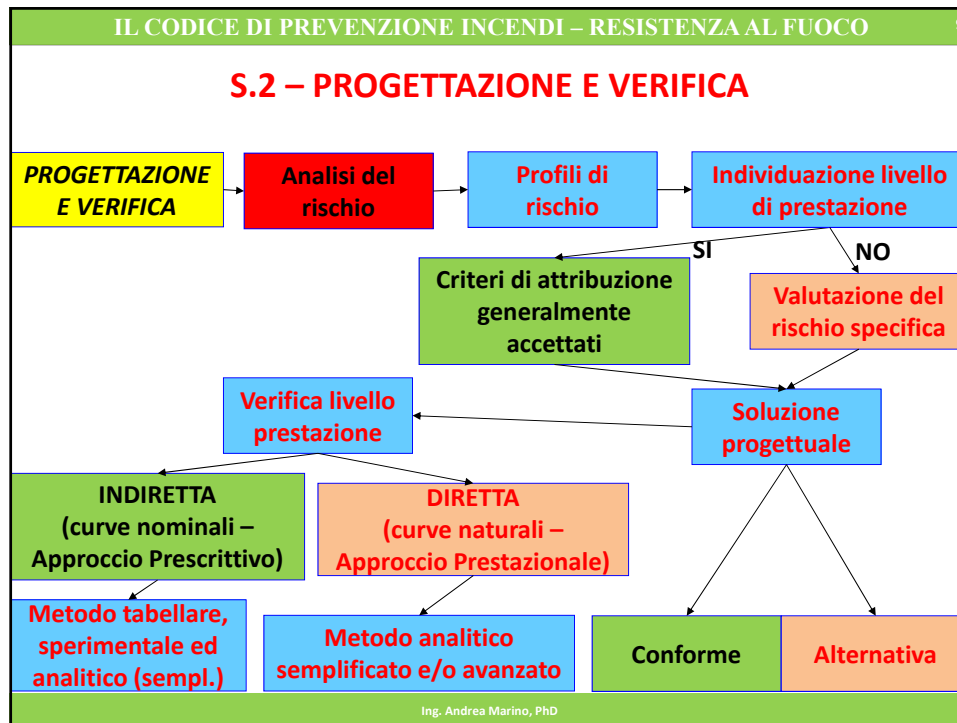 IL CODICE DI PREVENZIONE INCENDI – RESISTENZA AL FUOCO
S.2 – PROGETTAZIONE E VERIFICA
PROGETTAZIONE
E VERIFICA
Analisi del
rischio
Profili di
rischio
Individuazione livello
di prestazione
SI
NO
Criteri di attribuzione
generalmente
accettati
Valutazione del
rischio specifica
Verifica livello
prestazione
Soluzione
progettuale
INDIRETTA
(curve nominali –
Approccio Prescrittivo)
DIRETTA
(curve naturali –
Approccio Prestazionale)
Metodo tabellare,
sperimentale ed
analitico (sempl.)
Metodo analitico
semplificato e/o avanzato
Conforme
Alternativa
Ing. Andrea Marino, PhD